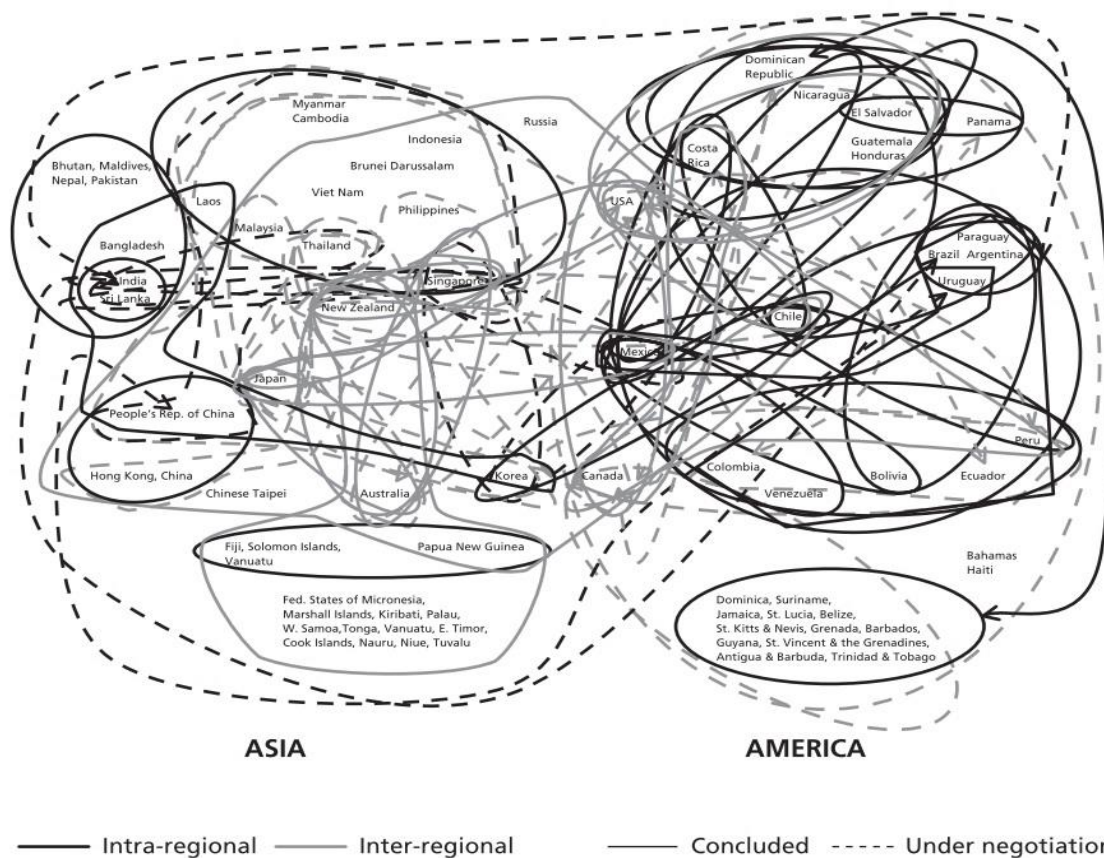 Dominican
Republic
Nicaragua
El Salvador
Panama
Guatemala
Honduras
Costa
Rica
Myanmar
Cambodia
Russia
Indonesia
Brunei Darussalam
Bhutan, Maldives,
Nepal, Pakistan
Laos
Viet Nam
Philippines
USA
Malaysia
Thailand
Bangladesh
India
Sri Lanka
Singapore
New Zealand
Paraguay
Brazil Argentina
Uruguay
Chile
Mexico
Japan
People's Rep. of China
Hong Kong, China
Chinese Taipei
Australia
Korea
Canada
Colombia
Venezuela
Bolivia
Ecuador
Peru
Fiji, Solomon Islands,
Vanuatu
Papua New Guinea
Bahamas
Haiti
Fed. States of Micronesia,
Marshall Islands, Kiribati, Palau,
W. Samoa,Tonga, Vanuatu, E. Timor,
Cook Islands, Nauru, Niue, Tuvalu
Dominica, Suriname,
Jamaica, St. Lucia, Belize,
St. Kitts & Nevis, Grenada, Barbados,
Guyana, St. Vincent & the Grenadines,
Antigua & Barbuda, Trinidad & Tobago
ASIA
AMERICA
Intra-regional
Inter-regional
Concluded
Under negotiation